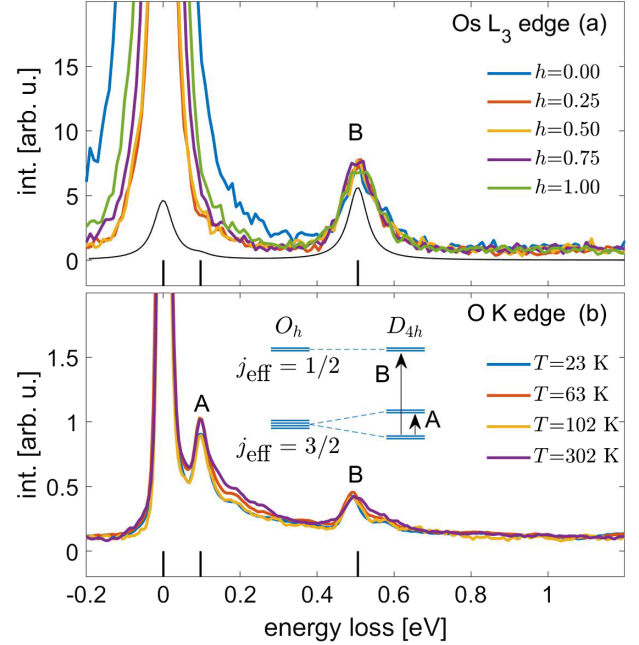 Os L3 edge (a)
int. [arb. u.]
15
10
5
0
B
h=0.00
h=0.25
h=0.50
h=0.75
h=1.00
O K edge (b)
int. [arb. u.]
1.5
1
0.5
0
Oh D4h
jeff = 1/2
B
A
jeff = 3/2
A
B
T=23 K
T=63 K
T=102 K
T=302 K
-0.2 0 0.2 0.4 0.6 0.8 1
energy loss [eV]